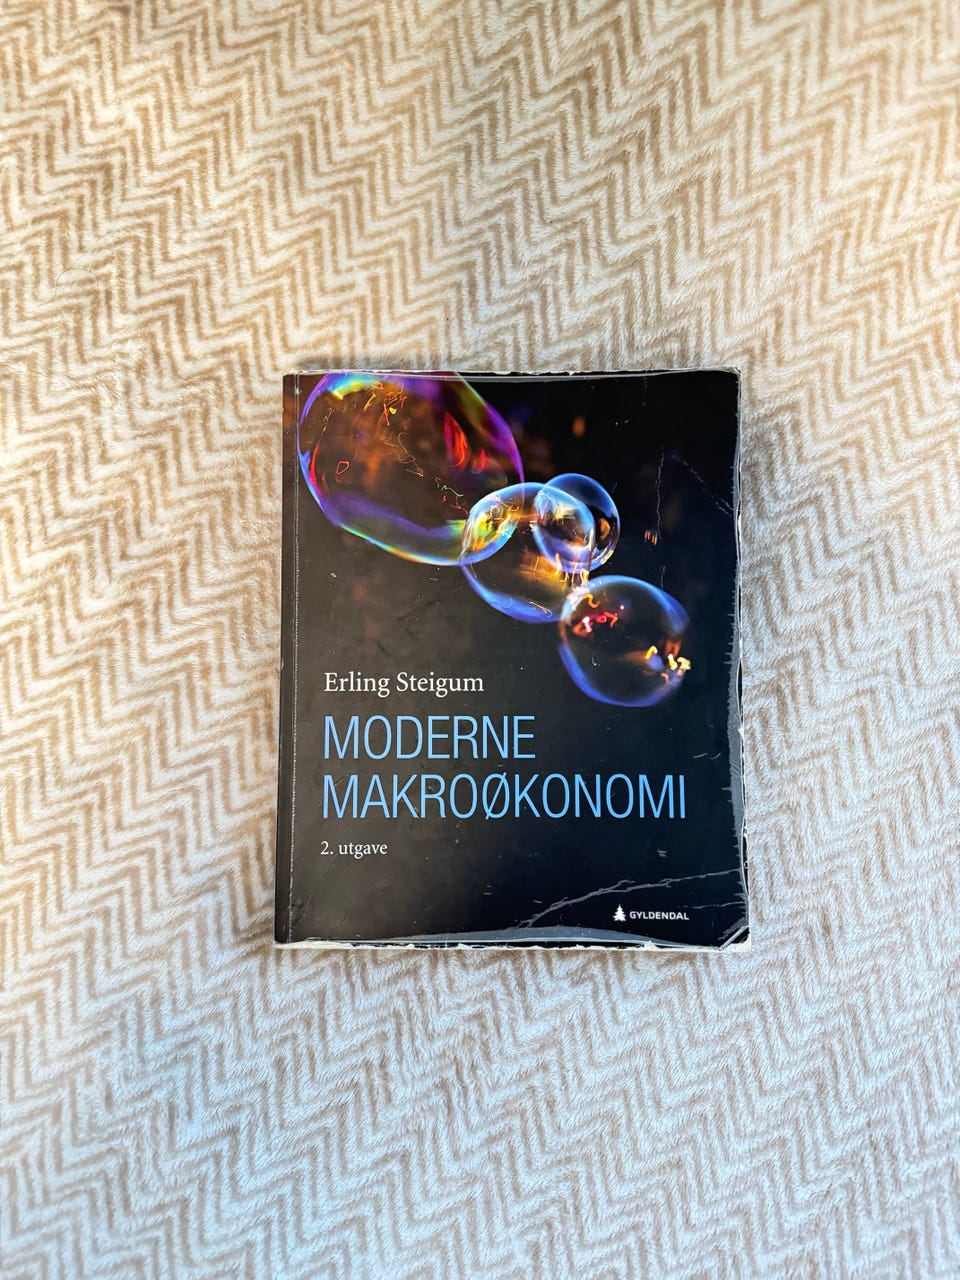 Erling Steigum
MODERNE
MAKROØKONOMI
2. utgave
GYLDENDAL